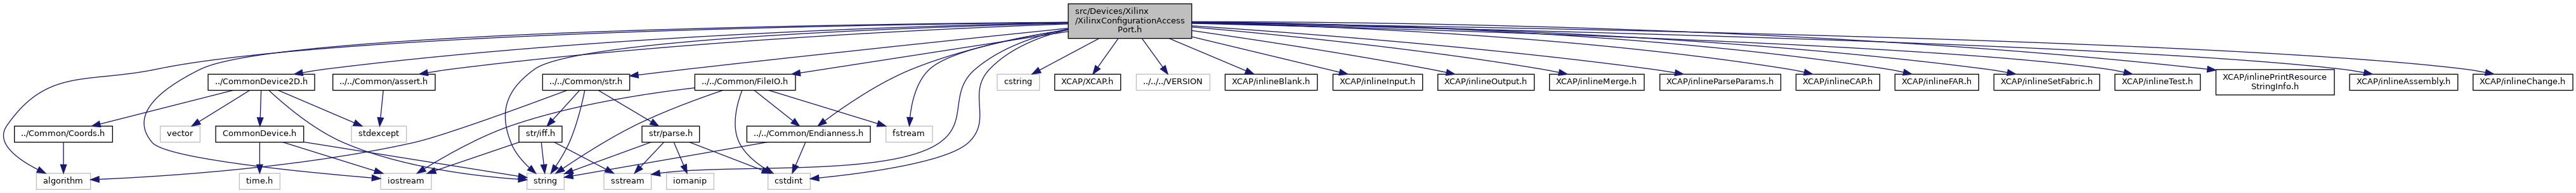 src/Devices/Xilinx
/XilinxConfigurationAccess
Port.h
../CommonDevice2D.h
../../Common/assert.h
../../Common/str.h
../../Common/FileIO.h
cstring
XCAP/XCAP.h
../../../VERSION
XCAP/inlineBlank.h
XCAP/inlineInput.h
XCAP/inlineOutput.h
XCAP/inlineMerge.h
XCAP/inlineParseParams.h
XCAP/inlineCAP.h
XCAP/inlineFAR.h
XCAP/inlineSetFabric.h
XCAP/inlineTest.h
XCAP/inlinePrintResource
StringInfo.h
XCAP/inlineAssembly.h
XCAP/inlineChange.h
../Common/Coords.h
vector
CommonDevice.h
stdexcept
str/iff.h
str/parse.h
../../Common/Endianness.h
fstream
algorithm
time.h
iostream
string
sstream
iomanip
cstdint